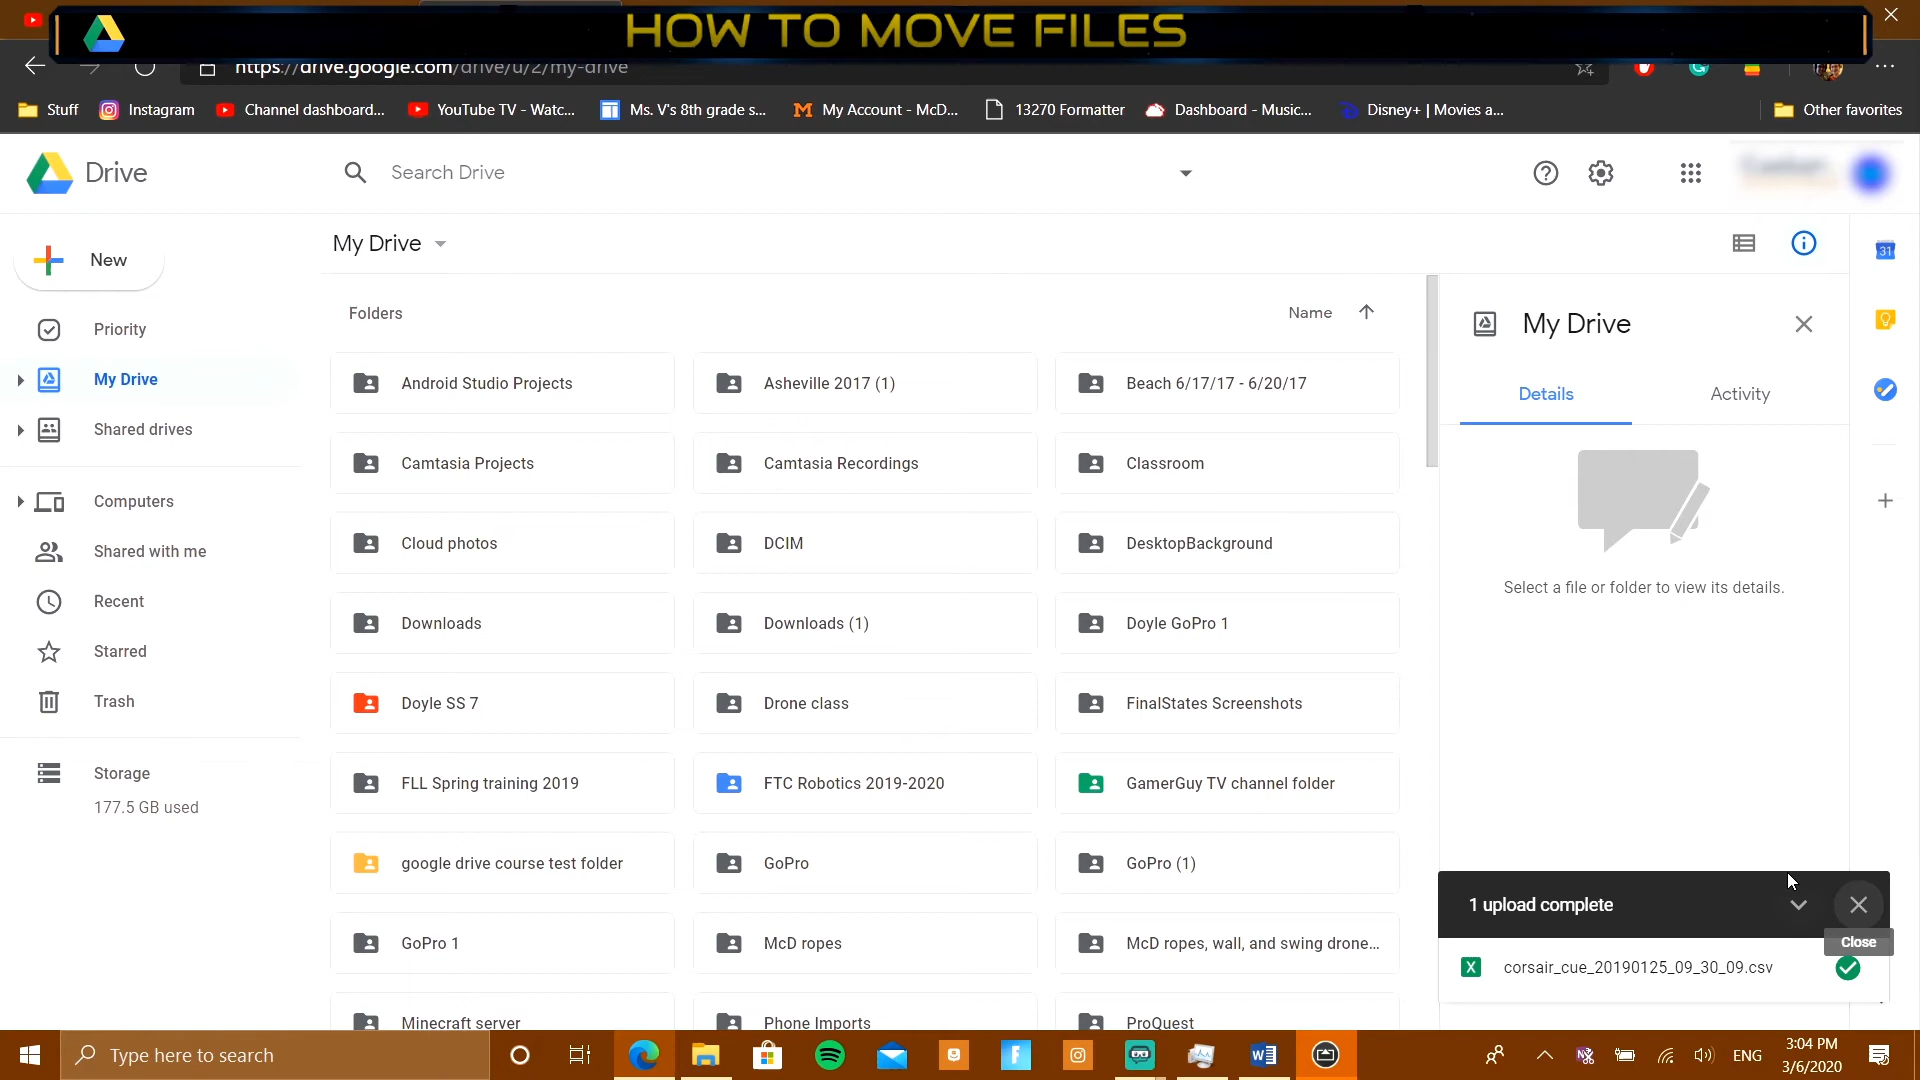 HOW TO MOVE FILES
https://drive.google.com/drive/u/2/my-drive
Stuff Instagram Channel dashboard... YouTube TV - Watc... Ms. V's 8th grade s... My Account - McD... 13270 Formatter Dashboard - Music... Disney+ | Movies a... Other favorites
Drive Search Drive
My Drive
New
Folders Name
Priority
My Drive
Shared drives
Computers
Shared with me
Recent
Starred
Trash
Storage
177.5 GB used
Android Studio Projects Asheville 2017 (1) Beach 6/17/17 - 6/20/17
Camtasia Projects Camtasia Recordings Classroom
Cloud photos DCIM DesktopBackground
Downloads Downloads (1) Doyle GoPro 1
Doyle SS 7 Drone class FinalStates Screenshots
FLL Spring training 2019 FTC Robotics 2019-2020 GamerGuy TV channel folder
google drive course test folder GoPro GoPro (1)
GoPro 1 McD ropes McD ropes, wall, and swing drone...
Minecraft server Phone Imports ProQuest
My Drive
Details Activity
Select a file or folder to view its details.
31
1 upload complete
Close
X corsair_cue_20190125_09_30_09.csv
Type here to search
ENG
3:04 PM
3/6/2020